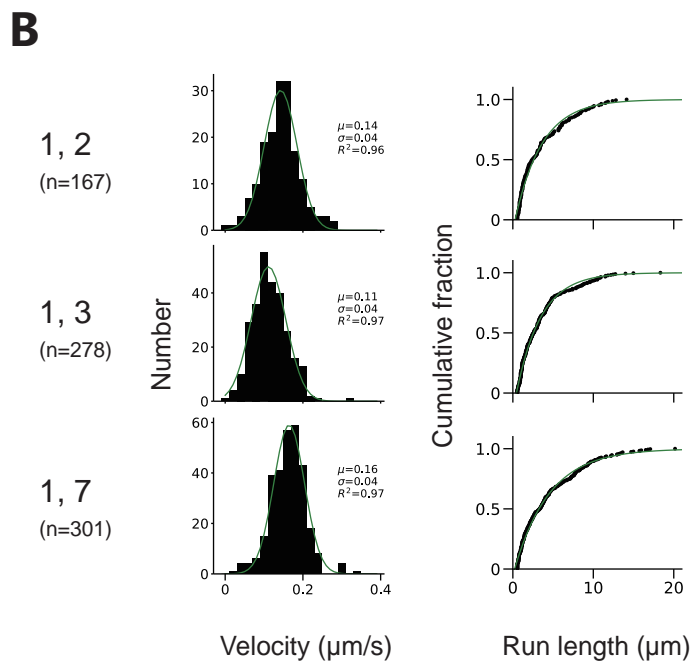 B
1, 2
(n=167)
30
20
10
0
μ=0.14
σ=0.04
R²=0.96
1.0
0.5
0
1, 3
(n=278)
Number
40
20
0
μ=0.11
σ=0.04
R²=0.97
Cumulative fraction
1.0
0.5
0
1, 7
(n=301)
60
40
20
0
μ=0.16
σ=0.04
R²=0.97
0
0.2
0.4
1.0
0.5
0
0
10
20
Velocity (μm/s)
Run length (μm)